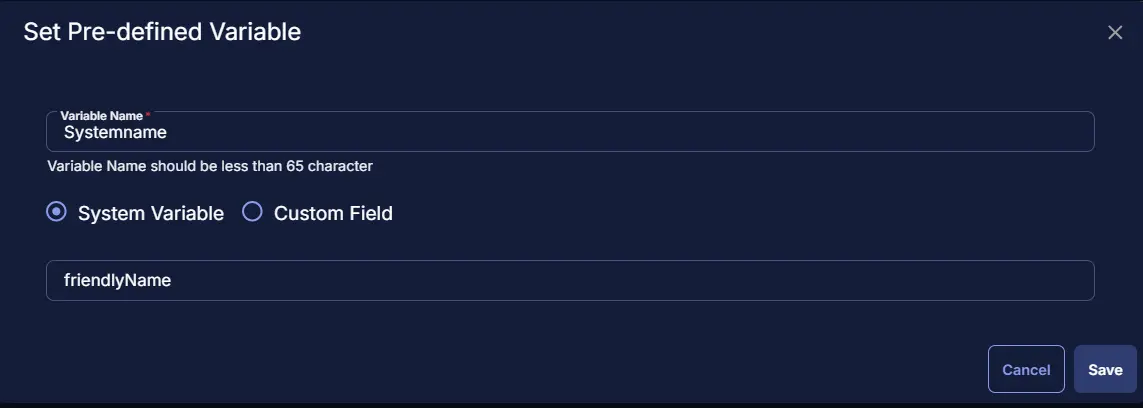 Set Pre-defined Variable
Variable Name *
Systemname
Variable Name should be less than 65 character
System Variable Custom Field
friendlyName
Cancel Save